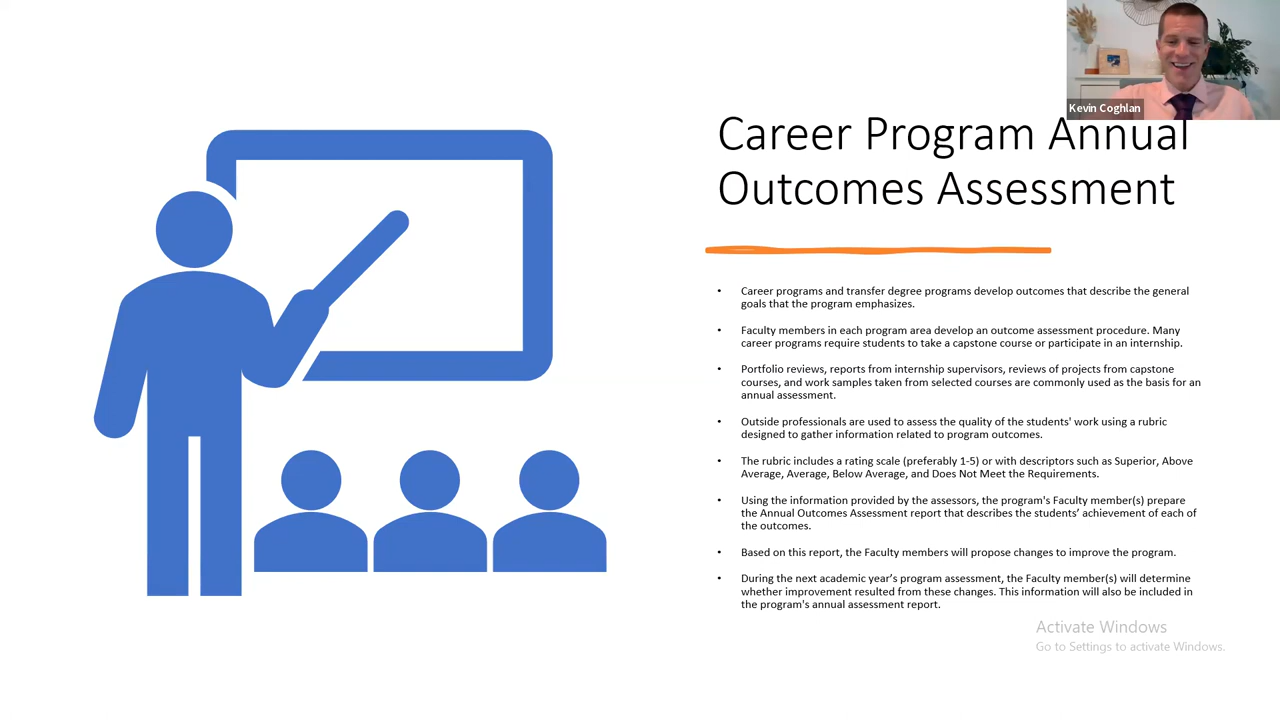 Kevin Coghlan
Career Program Annual
Outcomes Assessment
• Career programs and transfer degree programs develop outcomes that describe the general
goals that the program emphasizes.
• Faculty members in each program area develop an outcome assessment procedure. Many
career programs require students to take a capstone course or participate in an internship.
• Portfolio reviews, reports from internship supervisors, reviews of projects from capstone
courses, and work samples taken from selected courses are commonly used as the basis for an
annual assessment.
• Outside professionals are used to assess the quality of the students' work using a rubric
designed to gather information related to program outcomes.
• The rubric includes a rating scale (preferably 1-5) or with descriptors such as Superior, Above
Average, Average, Below Average, and Does Not Meet the Requirements.
• Using the information provided by the assessors, the program's Faculty member(s) prepare
the Annual Outcomes Assessment report that describes the students’ achievement of each of
the outcomes.
• Based on this report, the Faculty members will propose changes to improve the program.
• During the next academic year’s program assessment, the Faculty member(s) will determine
whether improvement resulted from these changes. This information will also be included in
the program's annual assessment report.
Activate Windows
Go to Settings to activate Windows.